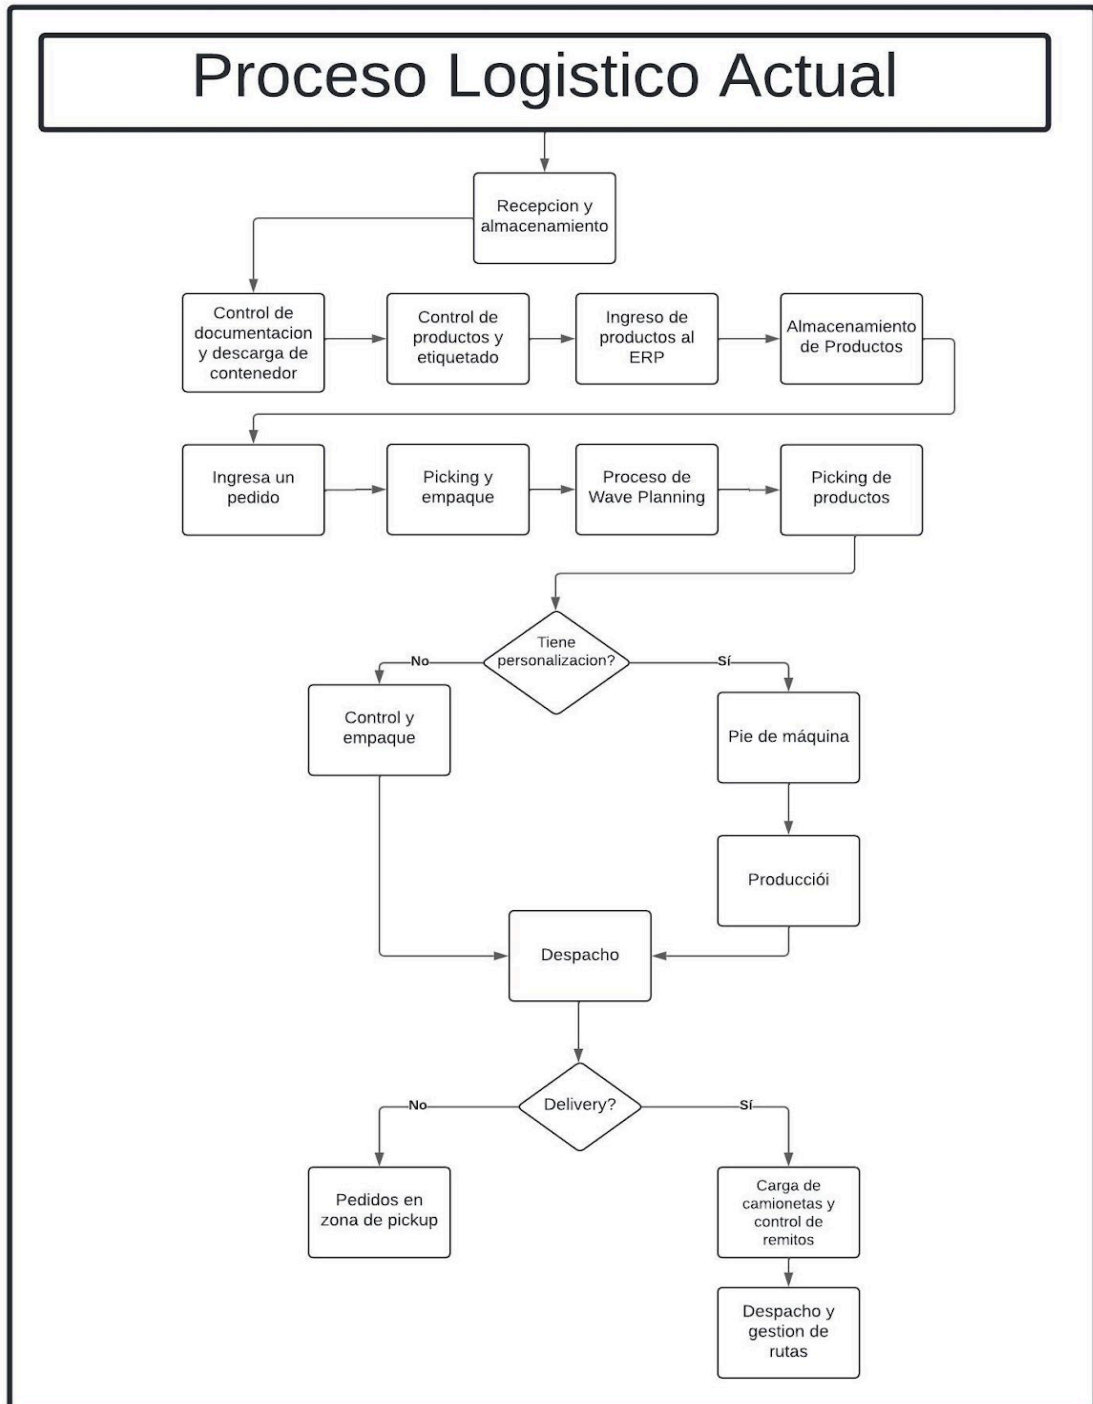 Proceso Logistico Actual
Recepcion y
almacenamiento
Control de
documentacion
y descarga de
contenedor
Control de
productos y
etiquetado
Ingreso de
productos al
ERP
Almacenamiento
de Productos
Ingresa un
pedido
Picking y
empaque
Proceso de
Wave Planning
Picking de
productos
Tiene
personalizacion?
No
Sí
Control y
empaque
Pie de máquina
Produccióı
Despacho
Delivery?
No
Sí
Pedidos en
zona de pickup
Carga de
camionetas y
control de
remitos
Despacho y
gestion de
rutas